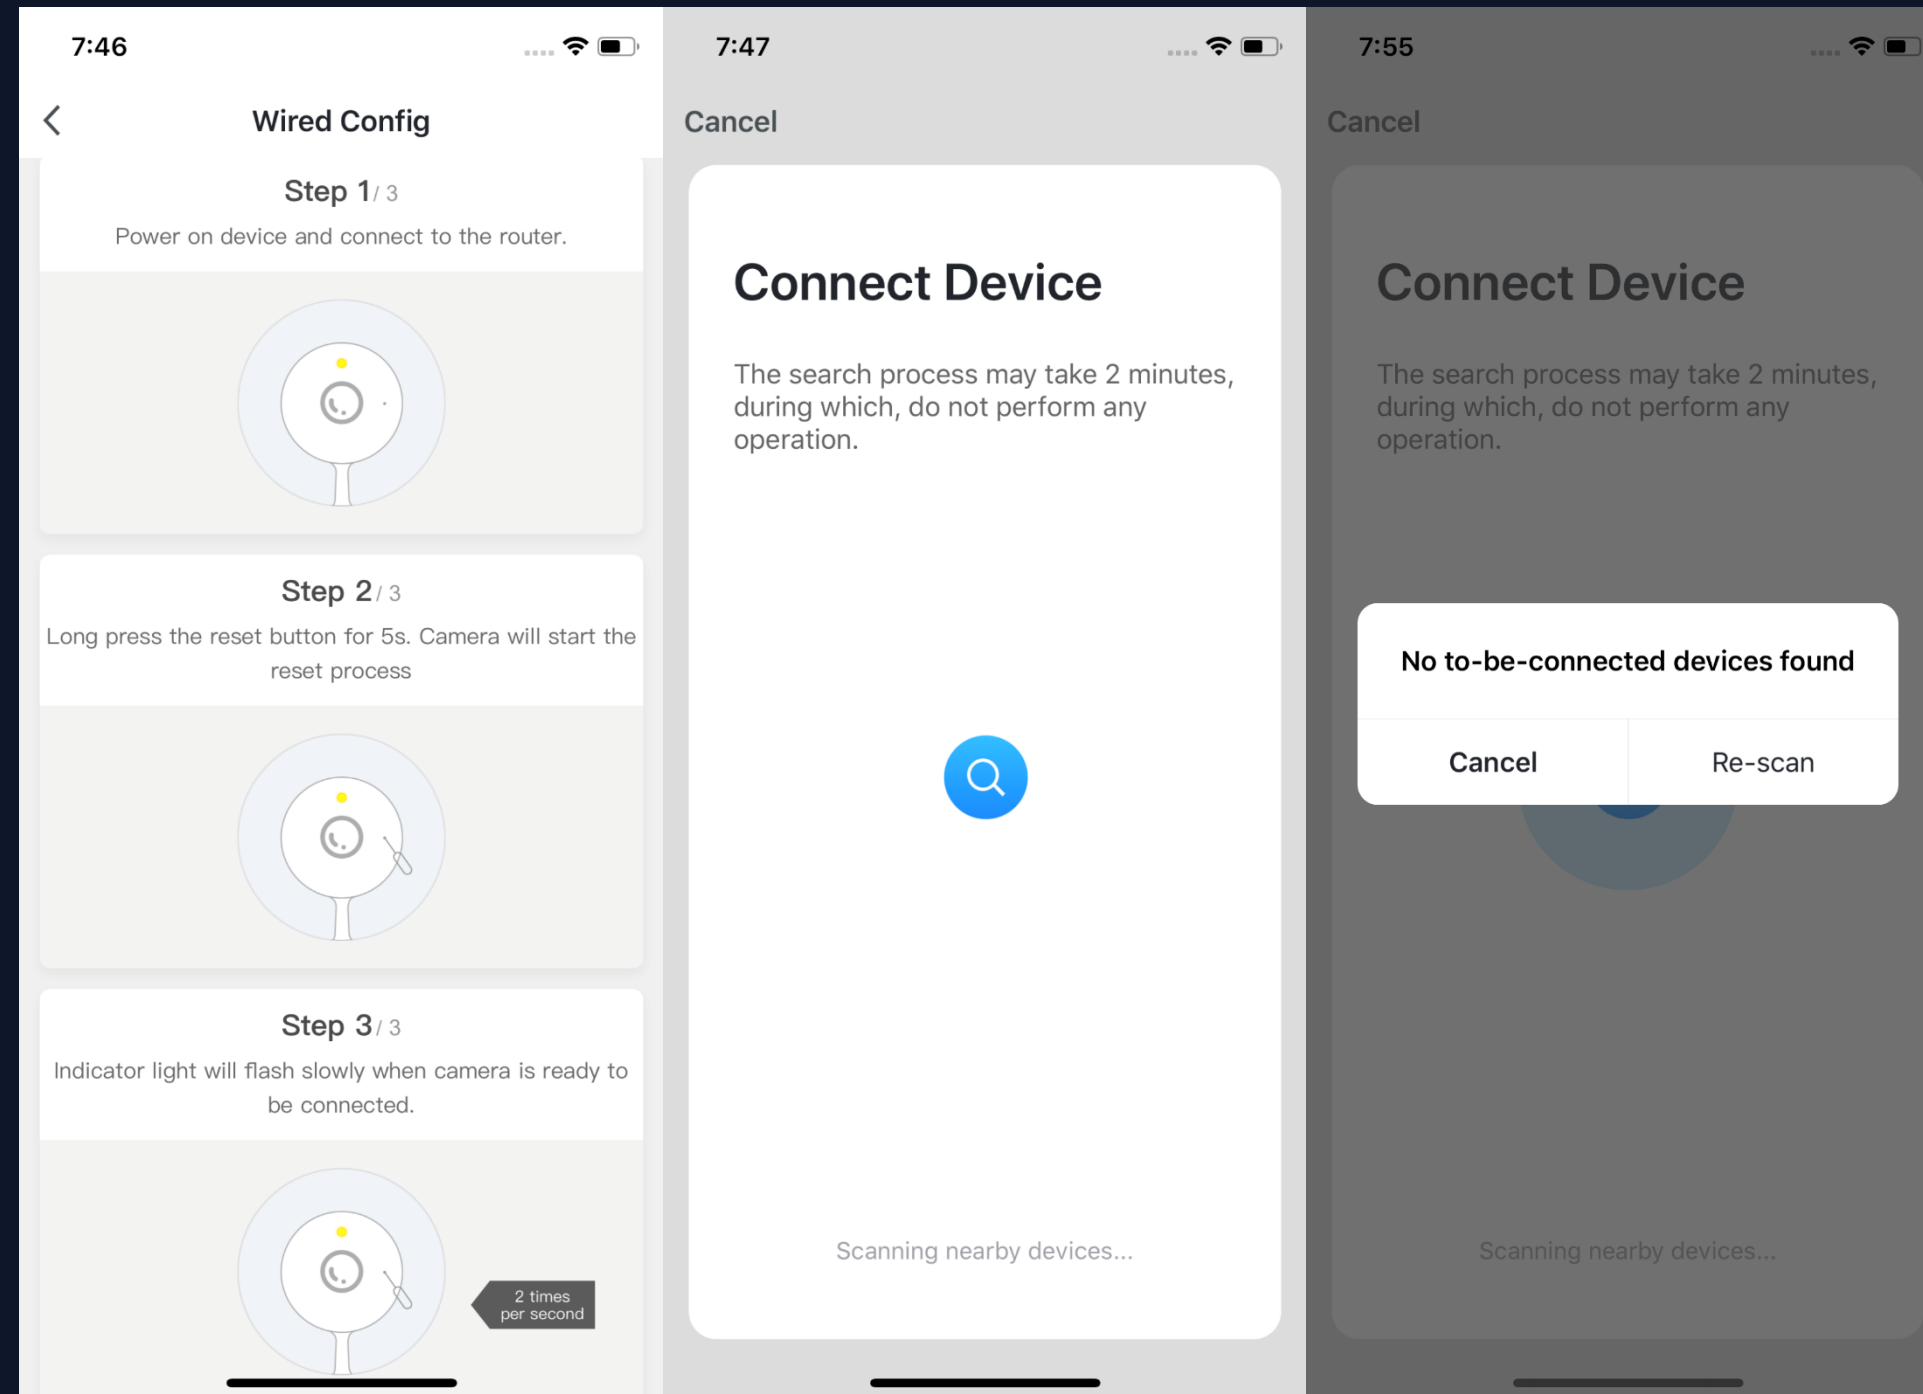 7:46
Wired Config
Step 1/ 3
Power on device and connect to the router.
Step 2/ 3
Long press the reset button for 5s. Camera will start the
reset process
Step 3/ 3
Indicator light will flash slowly when camera is ready to
be connected.
2 times
per second
7:47
Cancel
Connect Device
The search process may take 2 minutes,
during which, do not perform any
operation.
Scanning nearby devices...
7:55
Cancel
Connect Device
The search process may take 2 minutes,
during which, do not perform any
operation.
No to-be-connected devices found
Cancel
Re-scan
Scanning nearby devices...